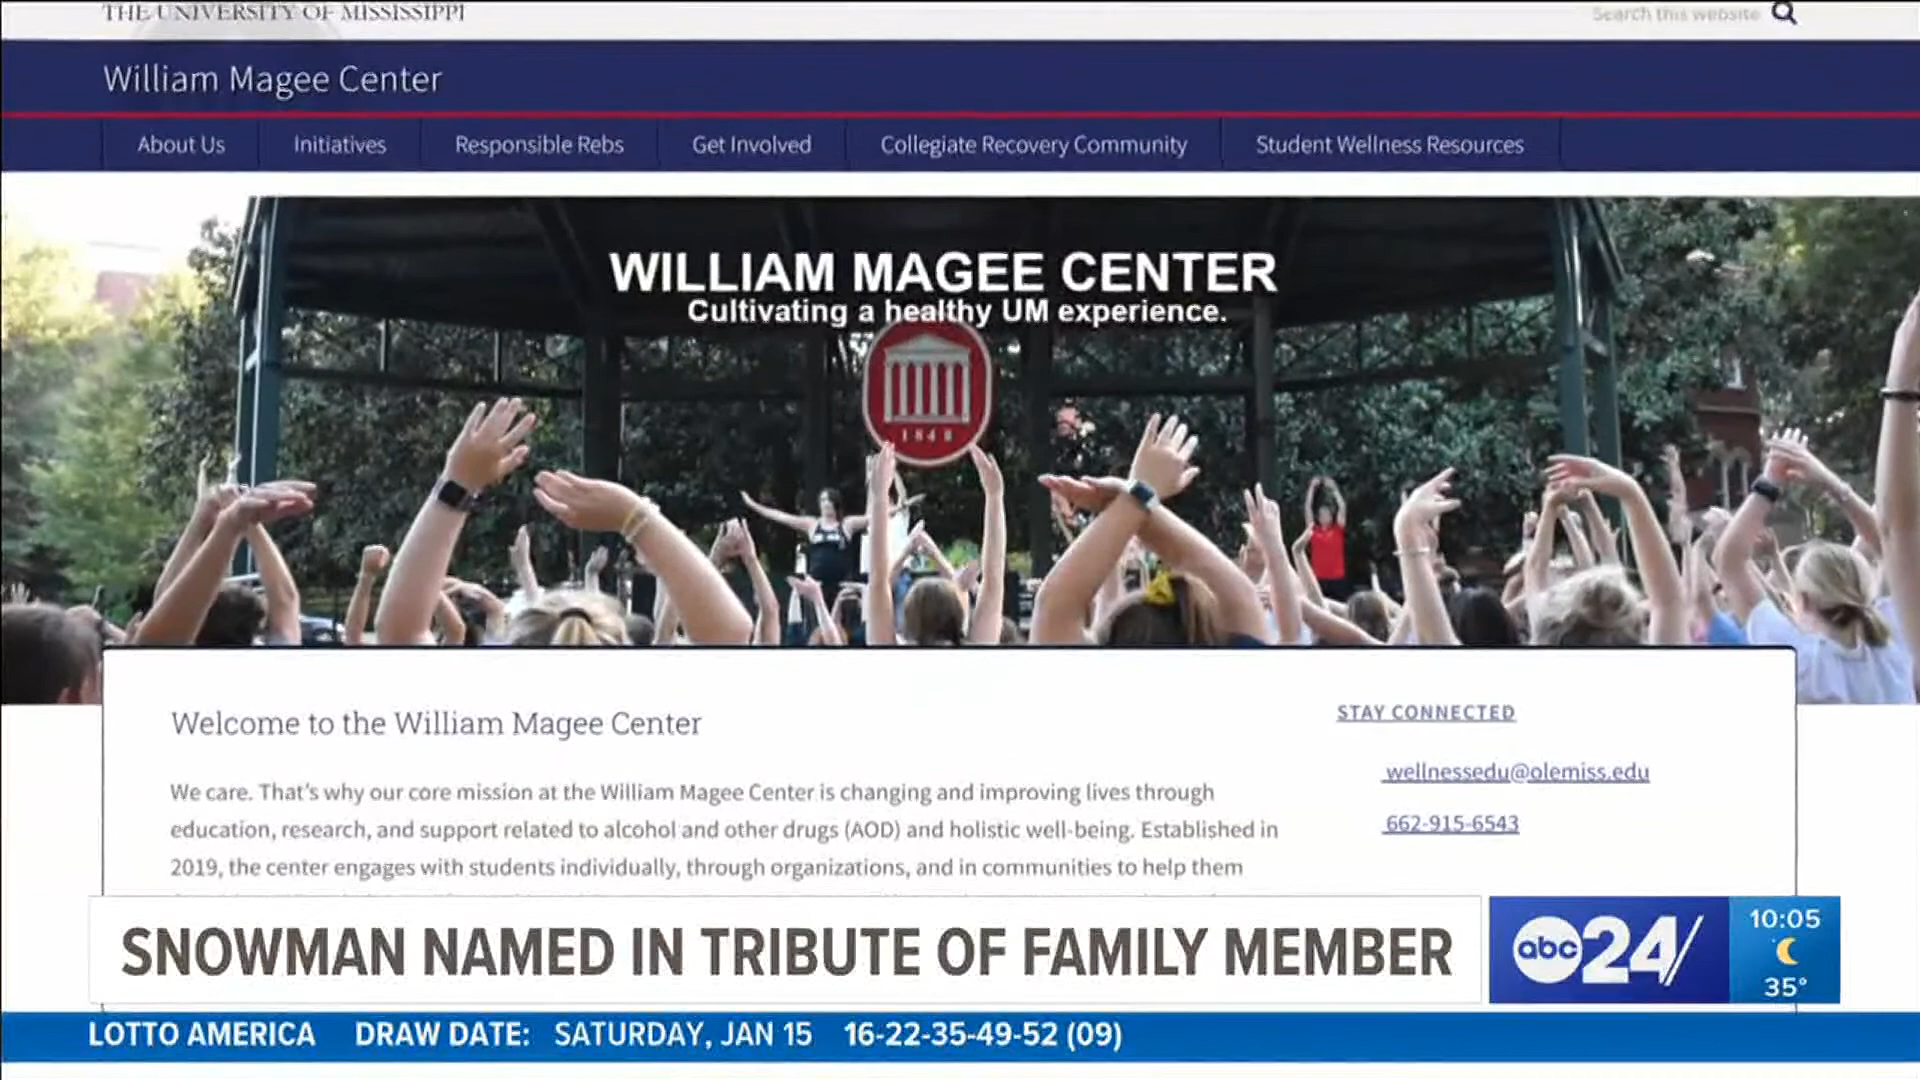 THE UNIVERSITY OF MISSISSIPPI
Search this website
William Magee Center
About Us Initiatives Responsible Rebs Get Involved Collegiate Recovery Community Student Wellness Resources
WILLIAM MAGEE CENTER
Cultivating a healthy UM experience.
1848
Welcome to the William Magee Center
STAY CONNECTED
We care. That's why our core mission at the William Magee Center is changing and improving lives through
wellnessedu@olemiss.edu
education, research, and support related to alcohol and other drugs (AOD) and holistic well-being. Established in
662-915-6543
2019, the center engages with students individually, through organizations, and in communities to help them
SNOWMAN NAMED IN TRIBUTE OF FAMILY MEMBER
abc 24/
10:05
35°
LOTTO AMERICA DRAW DATE: SATURDAY, JAN 15 16-22-35-49-52 (09)